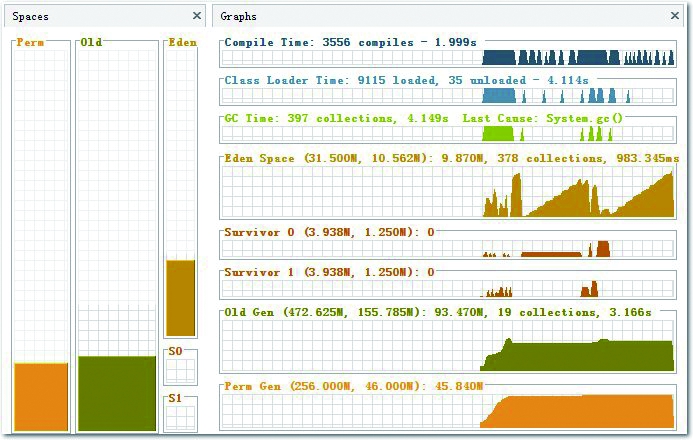 Spaces
Graphs
Perm
Old
Eden
S0
S1
Compile Time: 3556 compiles - 1.999s
Class Loader Time: 9115 loaded, 35 unloaded - 4.114s
GC Time: 397 collections, 4.149s Last Cause: System.gc()
Eden Space (31.500M, 10.562M): 9.870M, 378 collections, 983.345ms
Survivor 0 (3.938M, 1.250M): 0
Survivor 1 (3.938M, 1.250M): 0
Old Gen (472.625M, 155.785M): 93.470M, 19 collections, 3.166s
Perm Gen (256.000M, 46.000M): 45.840M